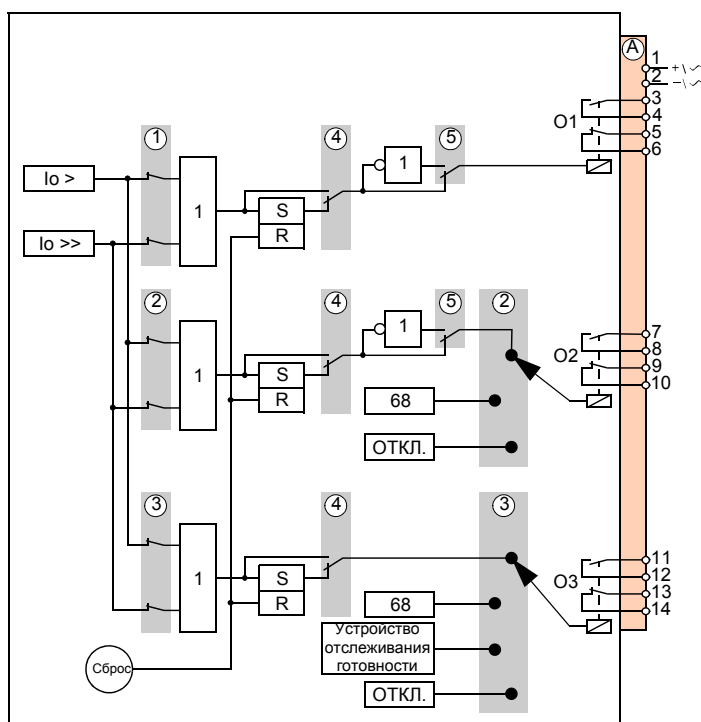 A
1
+\~
2
−\~
3
4
O1
5
6
1
4
5
1
Io >
S
1
R
Io >>
2
4
5
2
7
1
8
O2
9
1
S
10
R
68
ОТКЛ.
3
4
3
11
12
O3
13
1
S
14
R
68
Устройство
отслеживания
готовности
Сброс
ОТКЛ.